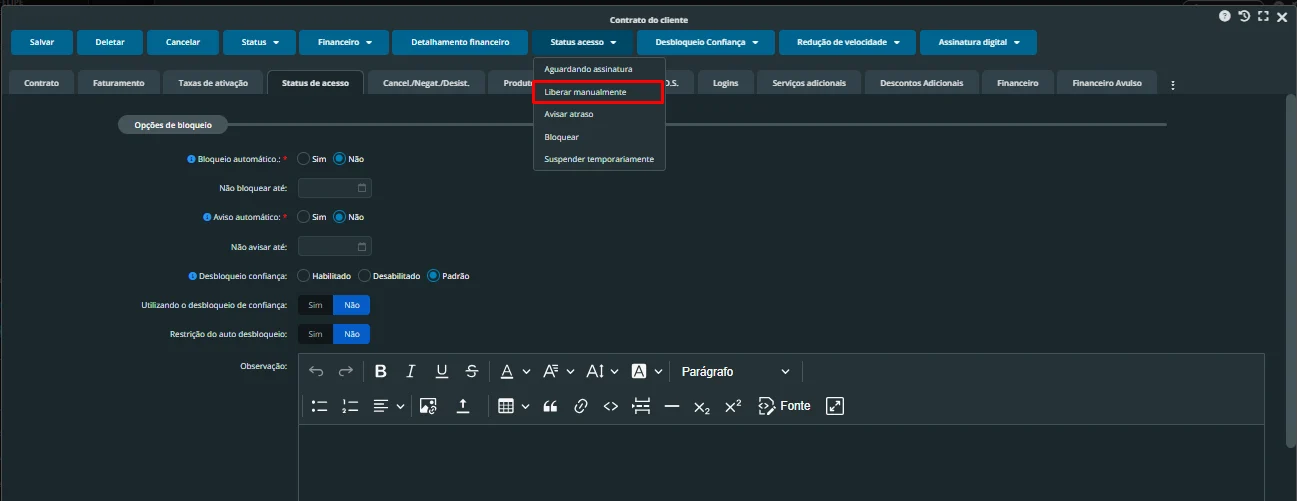 Contrato do cliente
Salvar Deletar Cancelar Status Financeiro Detalhamento financeiro Status acesso Desbloqueio Confiança Redução de velocidade Assinatura digital
Aguardando assinatura
Liberar manualmente
Avisar atraso
Bloquear
Suspender temporariamente
Contrato Faturamento Taxas de ativação Status de acesso Cancel./Negat./Desist. Produt O.S. Logins Serviços adicionais Descontos Adicionais Financeiro Financeiro Avulso
Opções de bloqueio
Bloqueio automático.: * Sim Não
Não bloquear até:
Aviso automático: * Sim Não
Não avisar até:
Desbloqueio confiança: Habilitado Desabilitado Padrão
Utilizando o desbloqueio de confiança: Sim Não
Restrição do auto desbloqueio: Sim Não
Observação:
Parágrafo
Fonte